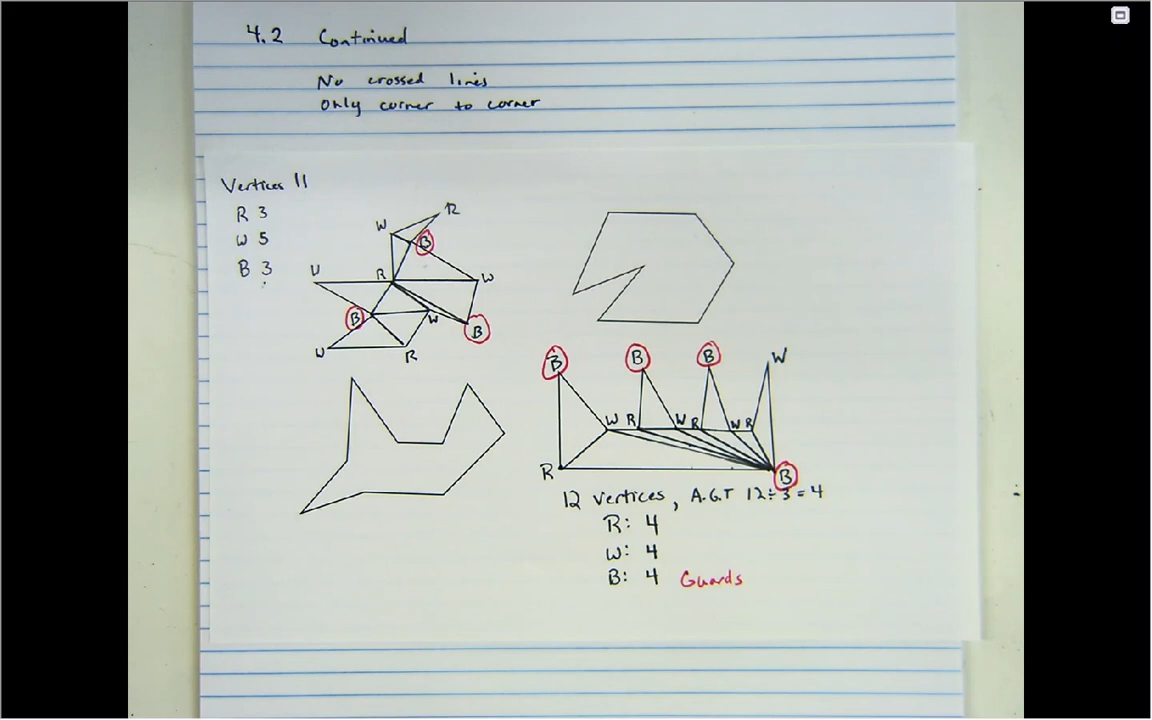 4.2 Continued
No crossed lines
Only corner to corner
Vertices 11
R 3
W 5
B 3
W R
B
U R W
B W B
U R
B B B W
W R W R W R
R B
12 vertices, A.G.T 12÷3=4
R: 4
W: 4
B: 4 Guards